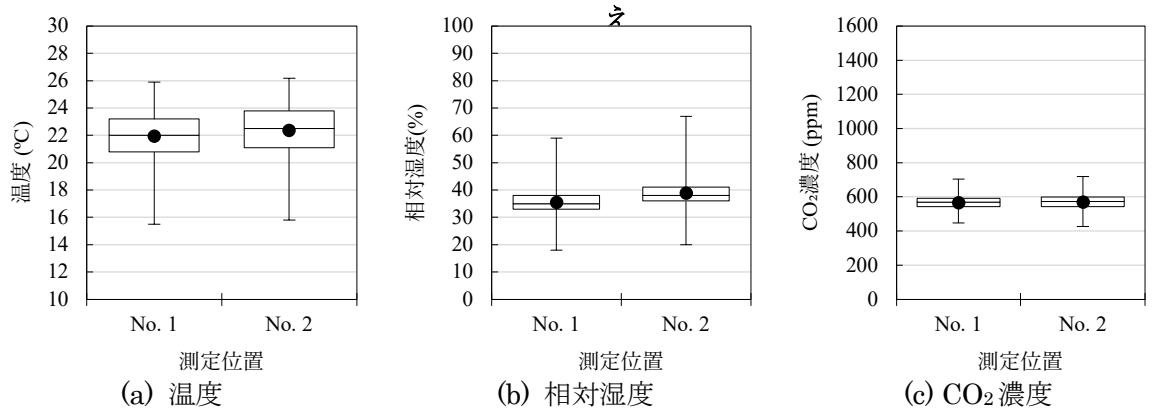 え
30
28
26
24
22
20
18
16
14
12
10
温度 (ºC)
No. 1 No. 2
測定位置
(a) 温度
100
90
80
70
60
50
40
30
20
10
0
相対湿度(%)
No. 1 No. 2
測定位置
(b) 相対湿度
1600
1400
1200
1000
800
600
400
200
0
CO₂濃度 (ppm)
No. 1 No. 2
測定位置
(c) CO₂ 濃度